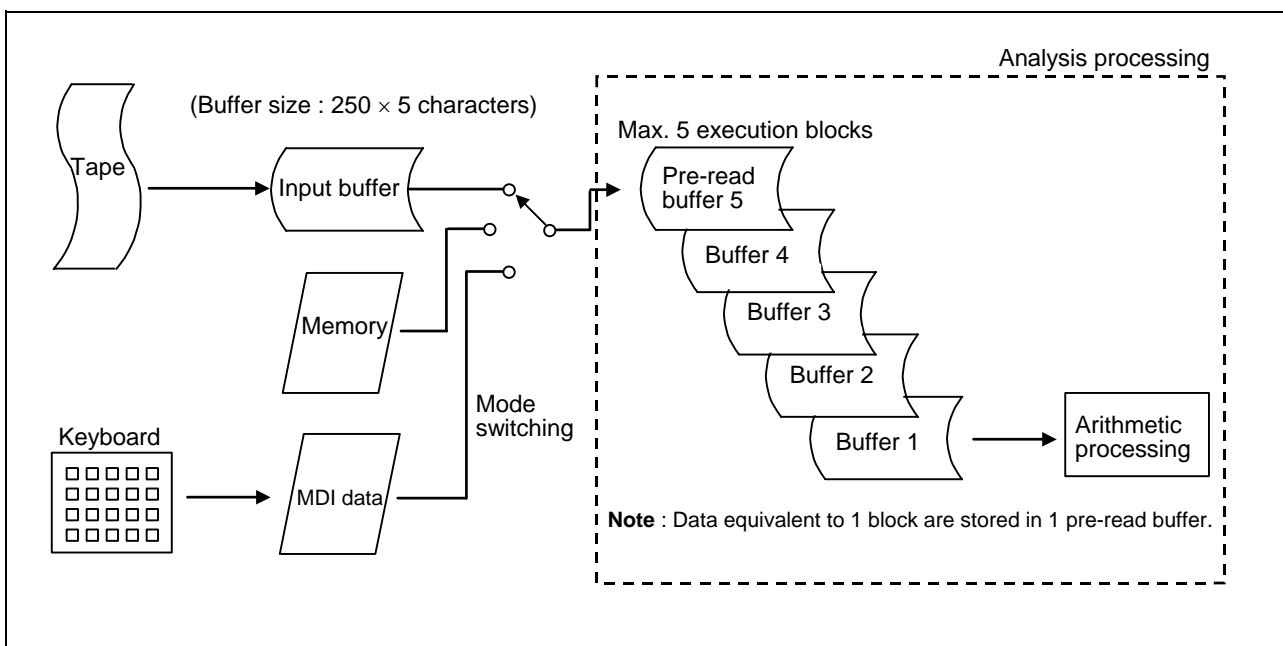 Analysis processing
(Buffer size : 250 × 5 characters)
Max. 5 execution blocks
Tape
Input buffer
Pre-read
buffer 5
Buffer 4
Memory
Buffer 3
Buffer 2
Mode
switching
Keyboard
Buffer 1
Arithmetic
processing
MDI data
Note : Data equivalent to 1 block are stored in 1 pre-read buffer.